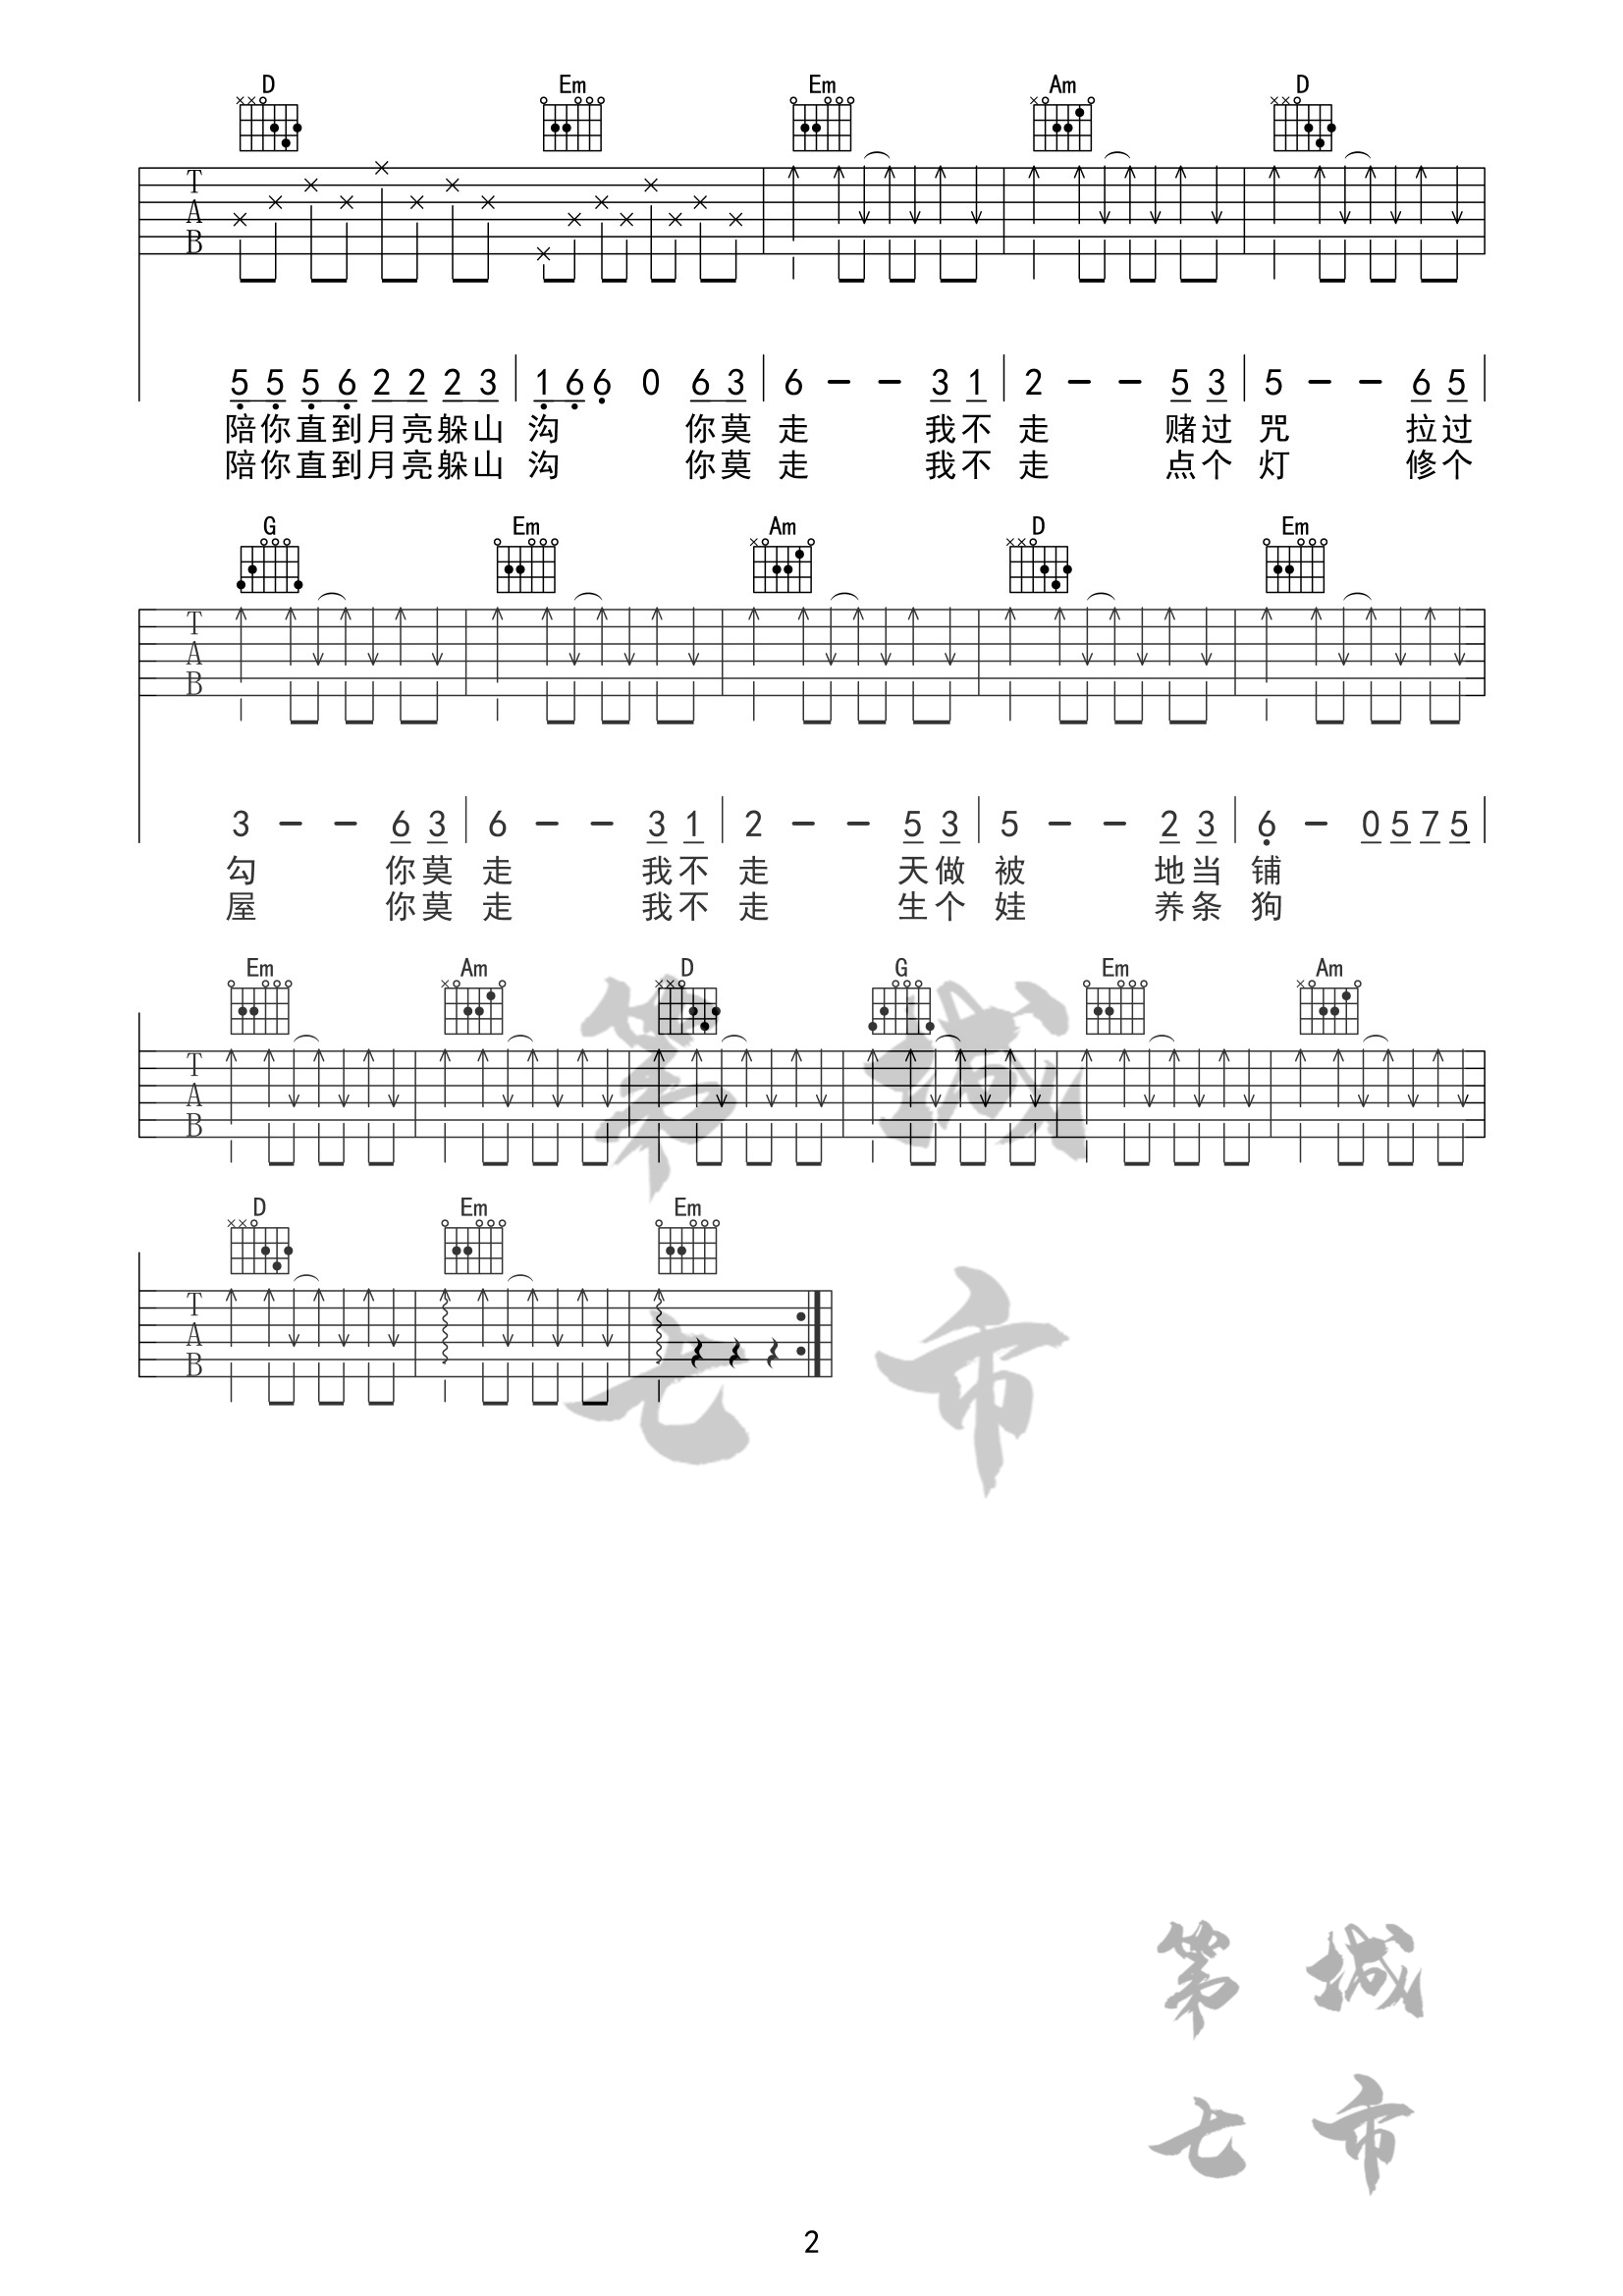 D Em Em Am D
T
A
B
5 5 5 6 2 2 2 3 1 6 6 0 6 3 6 — — 3 1 2 — — 5 3 5 — — 6 5
陪你直到月亮躲山 沟 你莫 走 我不 走 赌过 咒 拉过
陪你直到月亮躲山 沟 你莫 走 我不 走 点个 灯 修个
G Em Am D Em
T
A
B
3 — — 6 3 6 — — 3 1 2 — — 5 3 5 — — 2 3 6 — 0 5 7 5
勾 你莫 走 我不 走 天做 被 地当 铺
屋 你莫 走 我不 走 生个 娃 养条 狗
Em Am D G Em Am
T
A
B
D Em Em
T
A
B
第 城
七 市
第 城
七 市
2